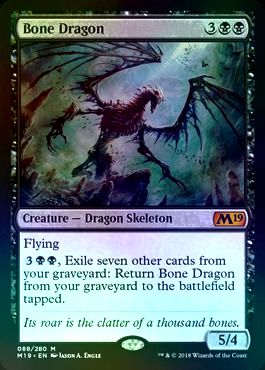 Bone Dragon 3
Creature — Dragon Skeleton M19
Flying
3, Exile seven other cards from
your graveyard: Return Bone Dragon
from your graveyard to the battlefield
tapped.
Its roar is the clatter of a thousand bones.
5/4
088/280 M
M19 • EN Jason A. Engle
™ & © 2018 Wizards of the Coast